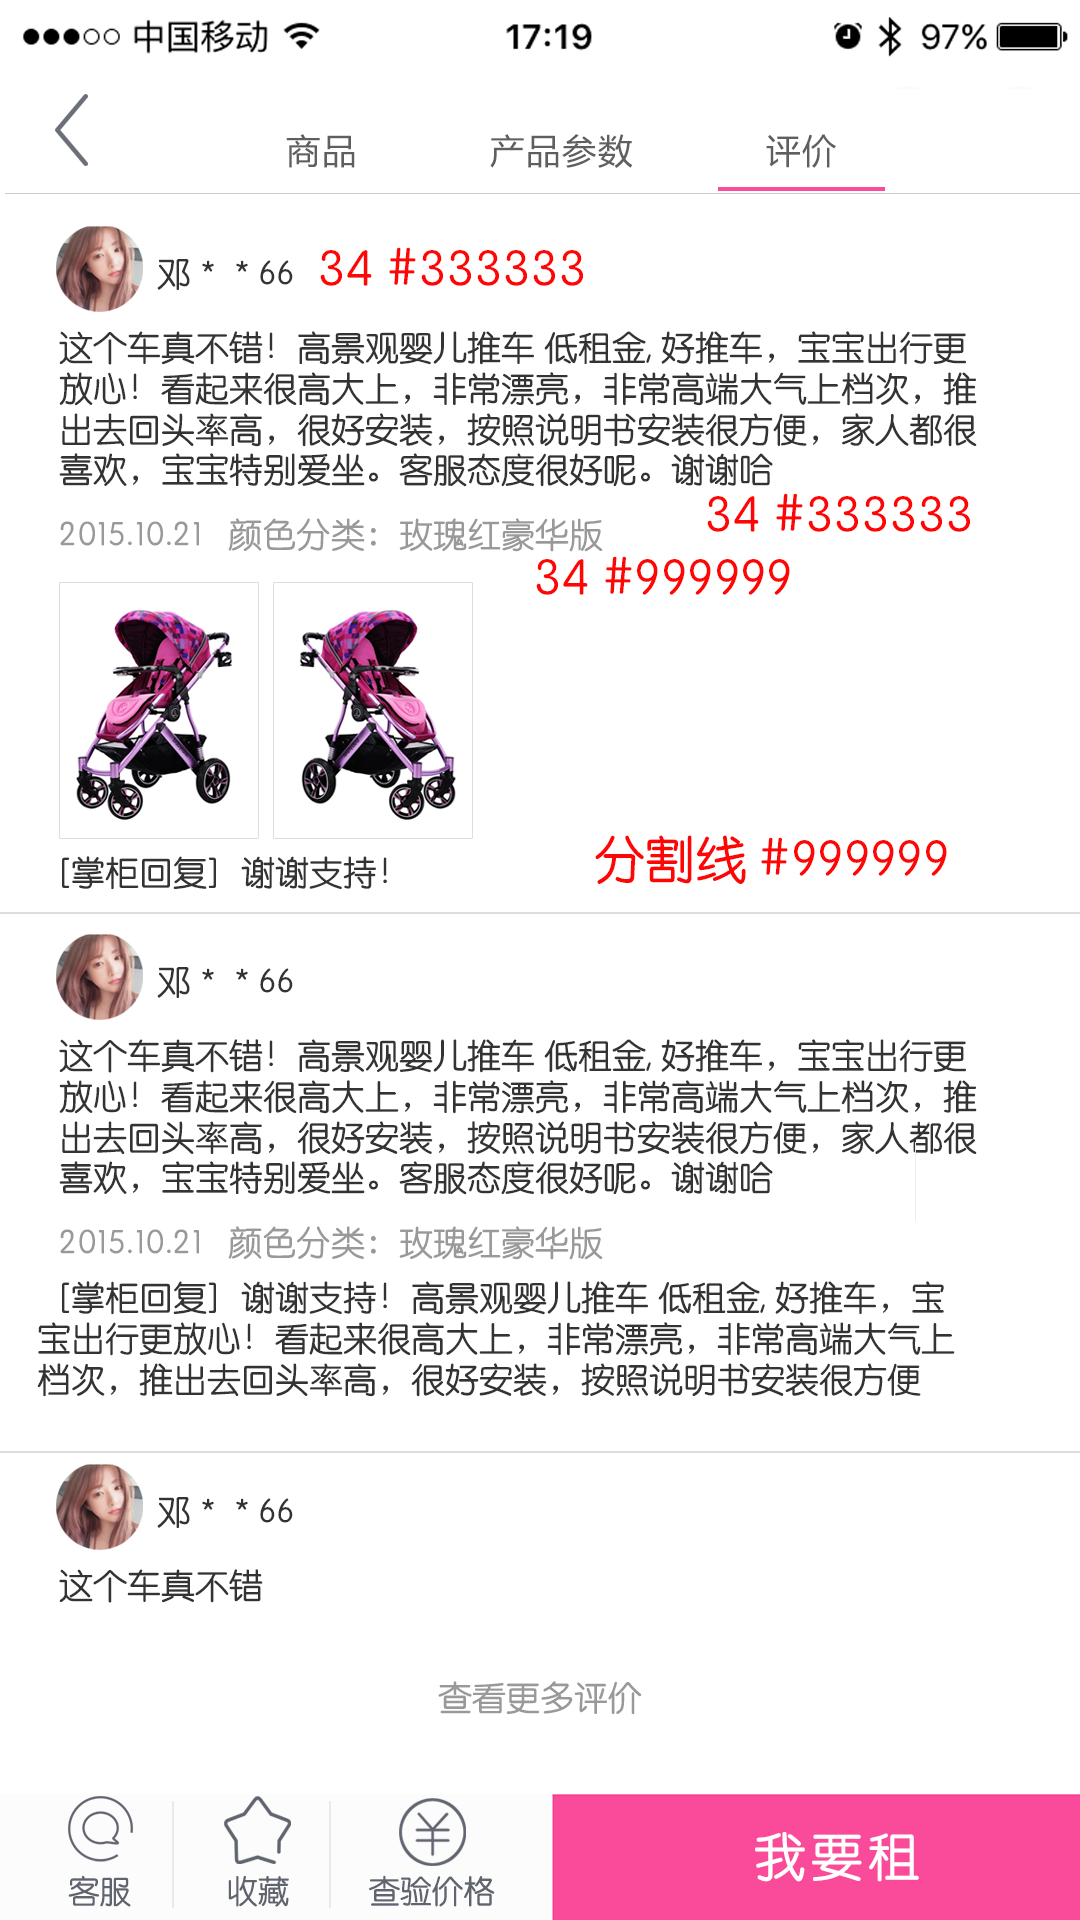 中国移动 17:19 97%
商品 产品参数 评价
邓＊ ＊66 34 #333333
这个车真不错！高景观婴儿推车 低租金, 好推车，宝宝出行更
放心！看起来很高大上，非常漂亮，非常高端大气上档次，推
出去回头率高，很好安装，按照说明书安装很方便，家人都很
喜欢，宝宝特别爱坐。客服态度很好呢。谢谢哈
34 #333333
2015.10.21 颜色分类：玫瑰红豪华版
34 #999999
[掌柜回复] 谢谢支持！ 分割线 #999999
邓＊ ＊66
这个车真不错！高景观婴儿推车 低租金, 好推车，宝宝出行更
放心！看起来很高大上，非常漂亮，非常高端大气上档次，推
出去回头率高，很好安装，按照说明书安装很方便，家人都很
喜欢，宝宝特别爱坐。客服态度很好呢。谢谢哈
2015.10.21 颜色分类：玫瑰红豪华版
[掌柜回复] 谢谢支持！高景观婴儿推车 低租金, 好推车，宝
宝出行更放心！看起来很高大上，非常漂亮，非常高端大气上
档次，推出去回头率高，很好安装，按照说明书安装很方便
邓＊ ＊66
这个车真不错
查看更多评价
客服 收藏 查验价格 我要租